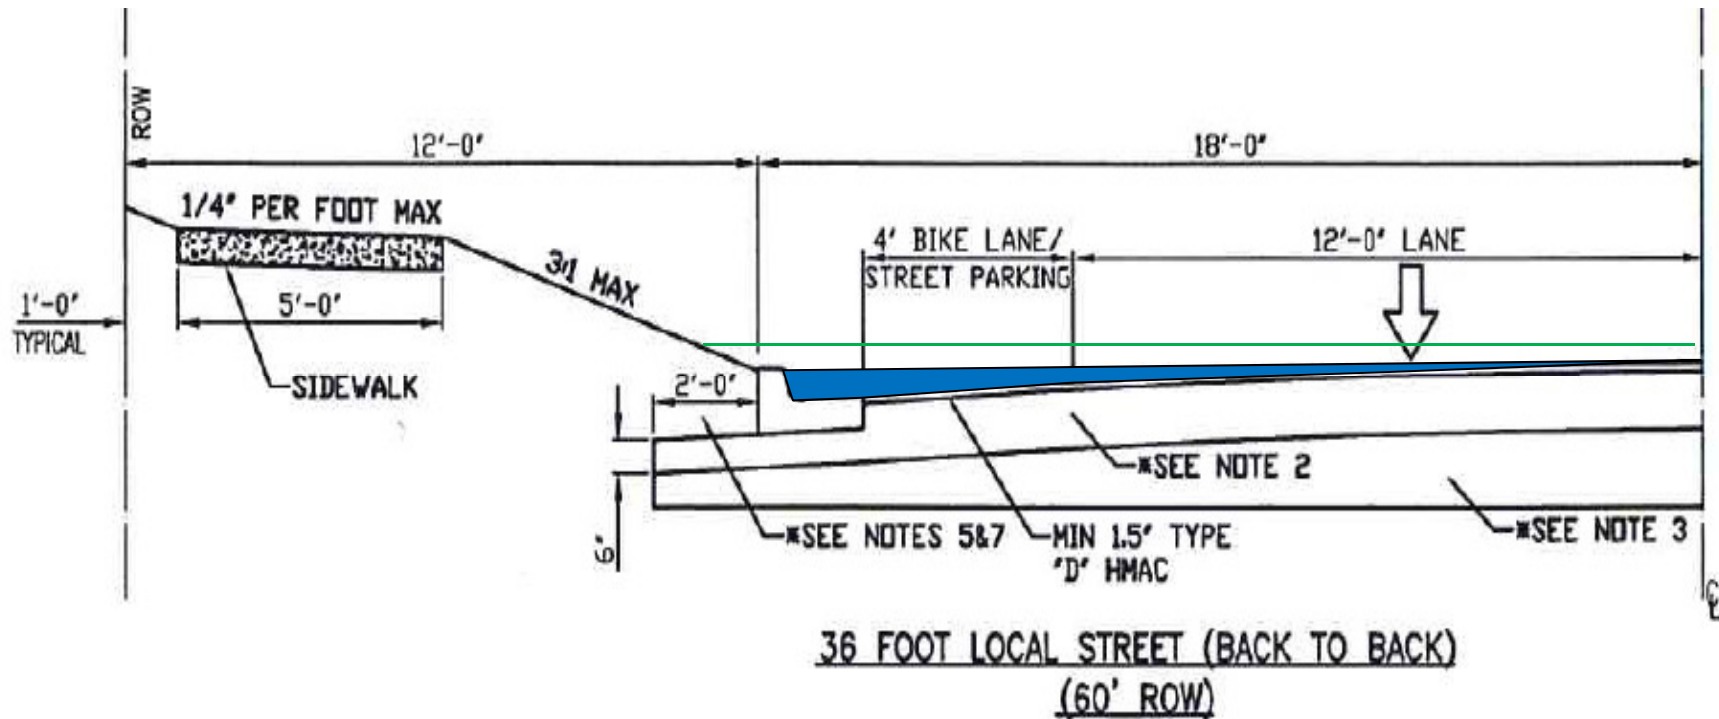 ROW
12'-0"
18'-0"
1/4" PER FOOT MAX
4' BIKE LANE/
STREET PARKING
12'-0" LANE
3:1 MAX
1'-0"
TYPICAL
5'-0"
SIDEWALK
2'-0"
*SEE NOTE 2
6"
*SEE NOTES 5&7
MIN 1.5" TYPE
"D" HMAC
*SEE NOTE 3
℄
36 FOOT LOCAL STREET (BACK TO BACK)
(60' ROW)